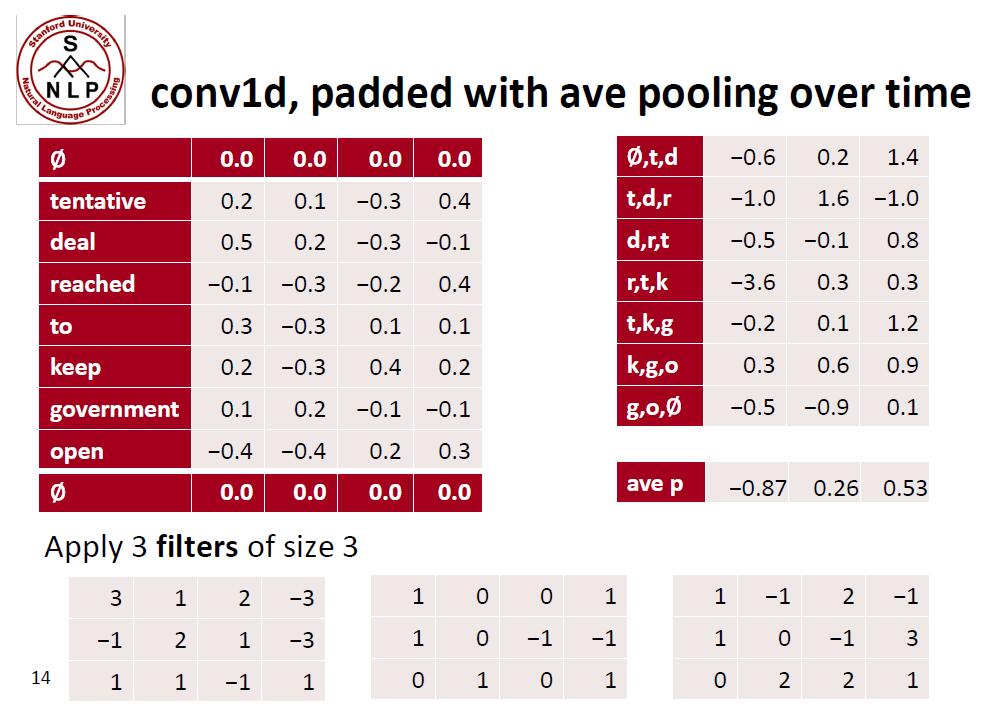 Stanford University
S
N L P
Natural Language Processing
conv1d, padded with ave pooling over time
Ø 0.0 0.0 0.0 0.0
tentative 0.2 0.1 −0.3 0.4
deal 0.5 0.2 −0.3 −0.1
reached −0.1 −0.3 −0.2 0.4
to 0.3 −0.3 0.1 0.1
keep 0.2 −0.3 0.4 0.2
government 0.1 0.2 −0.1 −0.1
open −0.4 −0.4 0.2 0.3
Ø 0.0 0.0 0.0 0.0
Ø,t,d −0.6 0.2 1.4
t,d,r −1.0 1.6 −1.0
d,r,t −0.5 −0.1 0.8
r,t,k −3.6 0.3 0.3
t,k,g −0.2 0.1 1.2
k,g,o 0.3 0.6 0.9
g,o,Ø −0.5 −0.9 0.1
ave p −0.87 0.26 0.53
Apply 3 filters of size 3
3 1 2 −3
−1 2 1 −3
1 1 −1 1
1 0 0 1
1 0 −1 −1
0 1 0 1
1 −1 2 −1
1 0 −1 3
0 2 2 1
14